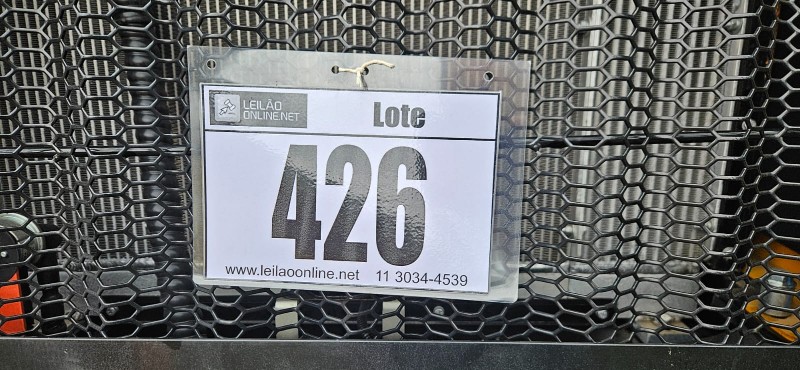 LEILÃO
ONLINE.NET
Lote
426
www.leilaoonline.net 11 3034-4539